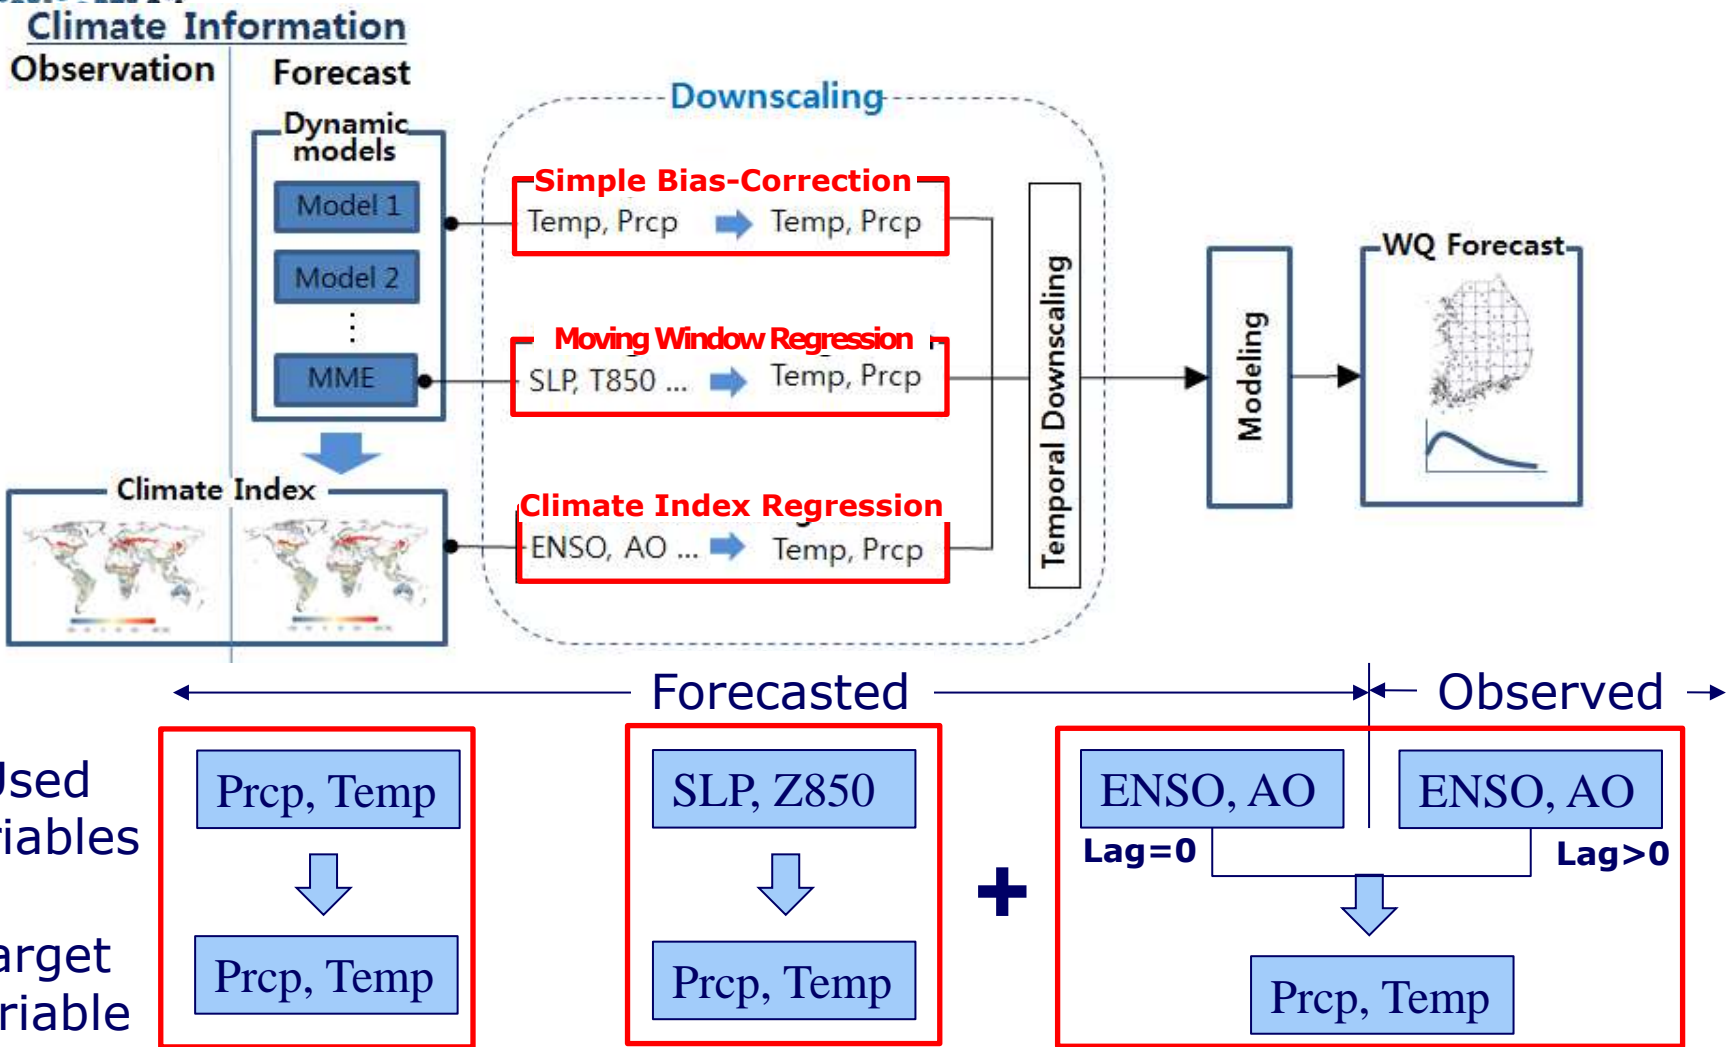 Climate Information
Observation
Forecast
Dynamic
models
Model 1
Model 2
⋮
MME
Climate Index
Downscaling
Simple Bias-Correction
Temp, Prcp
Temp, Prcp
Moving Window Regression
SLP, T850 ...
Temp, Prcp
Climate Index Regression
ENSO, AO ...
Temp, Prcp
Temporal Downscaling
Modeling
WQ Forecast
Forecasted
Observed
Used
riables
Prcp, Temp
SLP, Z850
ENSO, AO
ENSO, AO
Lag=0
Lag>0
+
arget
riable
Prcp, Temp
Prcp, Temp
Prcp, Temp